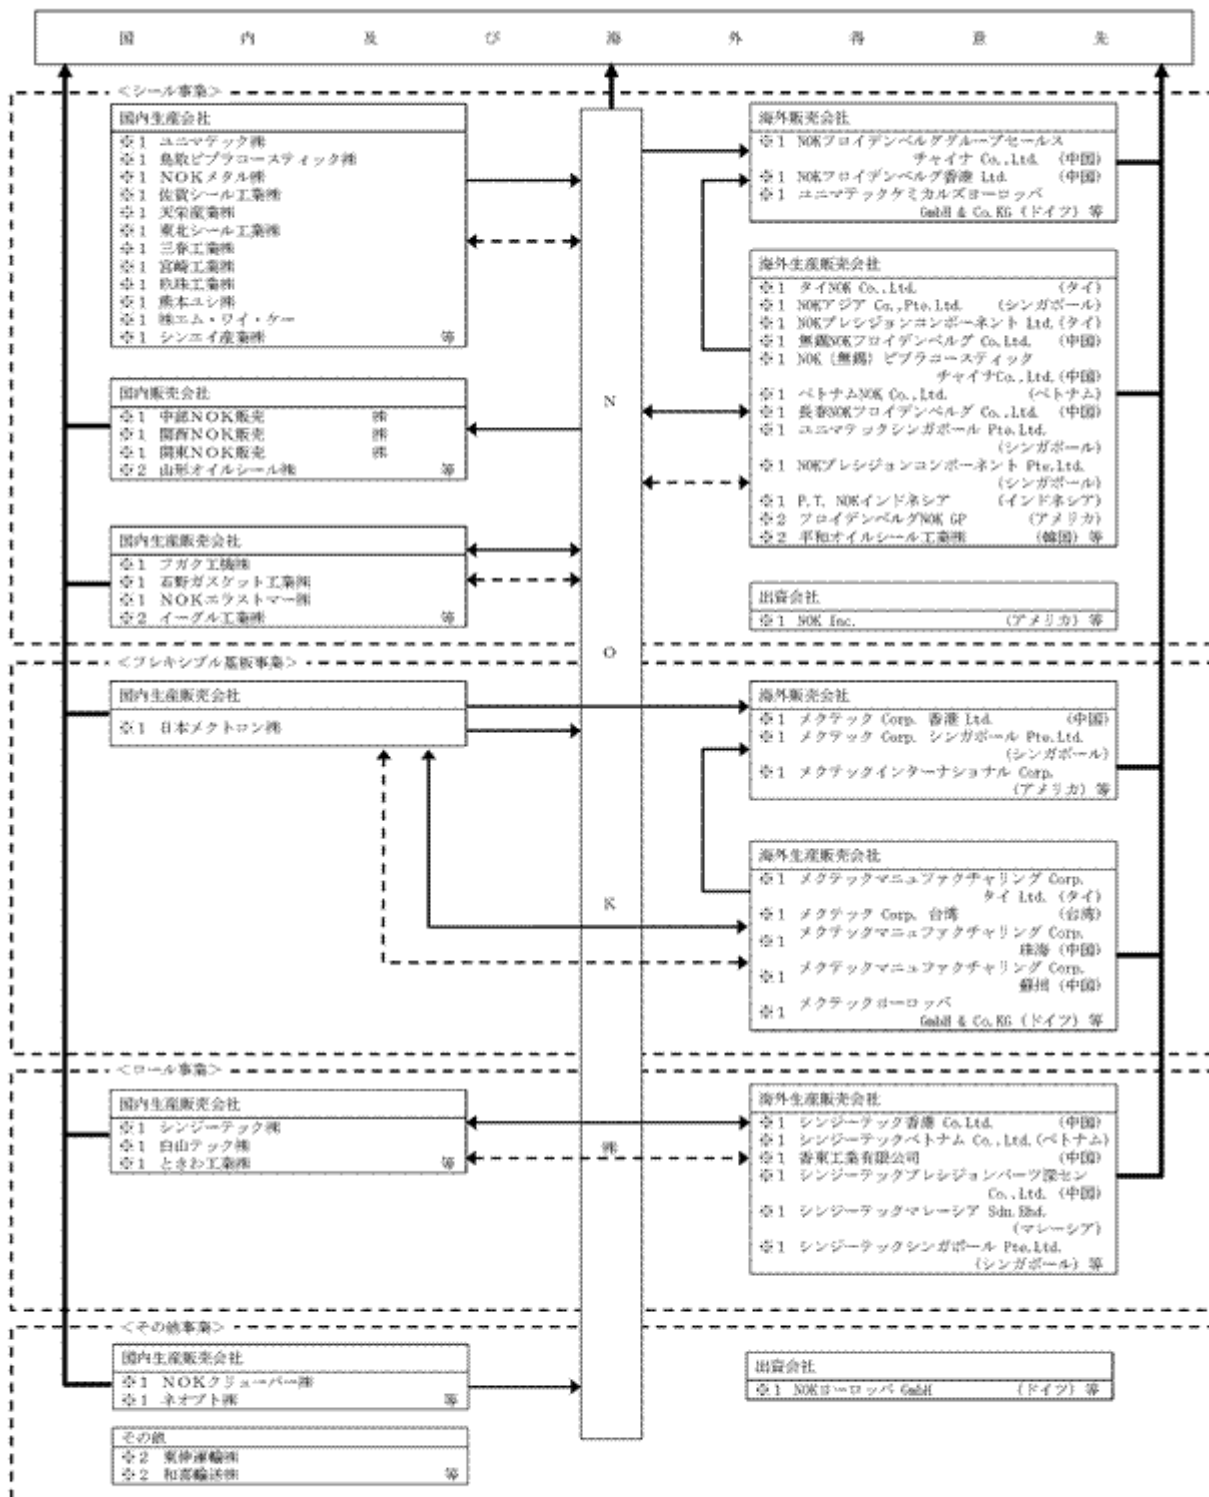 国内及び海外得意先
＜シール事業＞
国内生産会社
※1 ユニマテック㈱
※1 鳥取ビブラコースティック㈱
※1 NOKメタル㈱
※1 佐賀シール工業㈱
※1 天栄産業㈱
※1 東北シール工業㈱
※1 三春工業㈱
※1 宮崎工業㈱
※1 玖珠工業㈱
※1 熊本ユシ㈱
※1 ㈱エム・ワイ・ケー
※1 シンエイ産業㈱ 等
国内販売会社
※1 中部NOK販売 ㈱
※1 関西NOK販売 ㈱
※1 関東NOK販売 ㈱
※2 山形オイルシール㈱ 等
国内生産販売会社
※1 フガク工機㈱
※1 石野ガスケット工業㈱
※1 NOKエラストマー㈱
※2 イーグル工業㈱ 等
NOK㈱
海外販売会社
※1 NOKフロイデンベルググループセールス
チャイナ Co.,Ltd. (中国)
※1 NOKフロイデンベルグ香港 Ltd. (中国)
※1 ユニマテックケミカルズヨーロッパ
GmbH & Co.KG (ドイツ) 等
海外生産販売会社
※1 タイNOK Co.,Ltd. (タイ)
※1 NOKアジア Co.,Pte.Ltd. (シンガポール)
※1 NOKプレシジョンコンポーネント Ltd.(タイ)
※1 無錫NOKフロイデンベルグ Co.Ltd. (中国)
※1 NOK (無錫) ビブラコースティック
チャイナCo.,Ltd.(中国)
※1 ベトナムNOK Co.,Ltd. (ベトナム)
※1 長春NOKフロイデンベルグ Co.,Ltd. (中国)
※1 ユニマテックシンガポール Pte.Ltd.
(シンガポール)
※1 NOKプレシジョンコンポーネント Pte.Ltd.
(シンガポール)
※1 P.T. NOKインドネシア (インドネシア)
※2 フロイデンベルグNOK GP (アメリカ)
※2 平和オイルシール工業㈱ (韓国) 等
出資会社
※1 NOK Inc. (アメリカ) 等
＜フレキシブル基板事業＞
国内生産販売会社
※1 日本メクトロン㈱
海外販売会社
※1 メクテック Corp. 香港 Ltd. (中国)
※1 メクテック Corp. シンガポール Pte.Ltd.
(シンガポール)
※1 メクテックインターナショナル Corp.
(アメリカ) 等
海外生産販売会社
※1 メクテックマニュファクチャリング Corp.
タイ Ltd. (タイ)
※1 メクテック Corp. 台湾 (台湾)
※1 メクテックマニュファクチャリング Corp.
珠海 (中国)
※1 メクテックマニュファクチャリング Corp.
蘇州 (中国)
※1 メクテックヨーロッパ
GmbH & Co.KG (ドイツ) 等
＜ロール事業＞
国内生産販売会社
※1 シンジーテック㈱
※1 白山テック㈱
※1 ときわ工業㈱ 等
海外生産販売会社
※1 シンジーテック香港 Co.Ltd. (中国)
※1 シンジーテックベトナム Co.,Ltd.(ベトナム)
※1 香東工業有限公司 (中国)
※1 シンジーテックプレシジョンパーツ深セン
Co.,Ltd. (中国)
※1 シンジーテックマレーシア Sdn.Bhd.
(マレーシア)
※1 シンジーテックシンガポール Pte.Ltd.
(シンガポール) 等
＜その他事業＞
国内生産販売会社
※1 NOKクリューバー㈱
※1 ネオプト㈱ 等
出資会社
※1 NOKヨーロッパ GmbH (ドイツ) 等
その他
※2 東伸運輸㈱
※2 和喜輸送㈱ 等